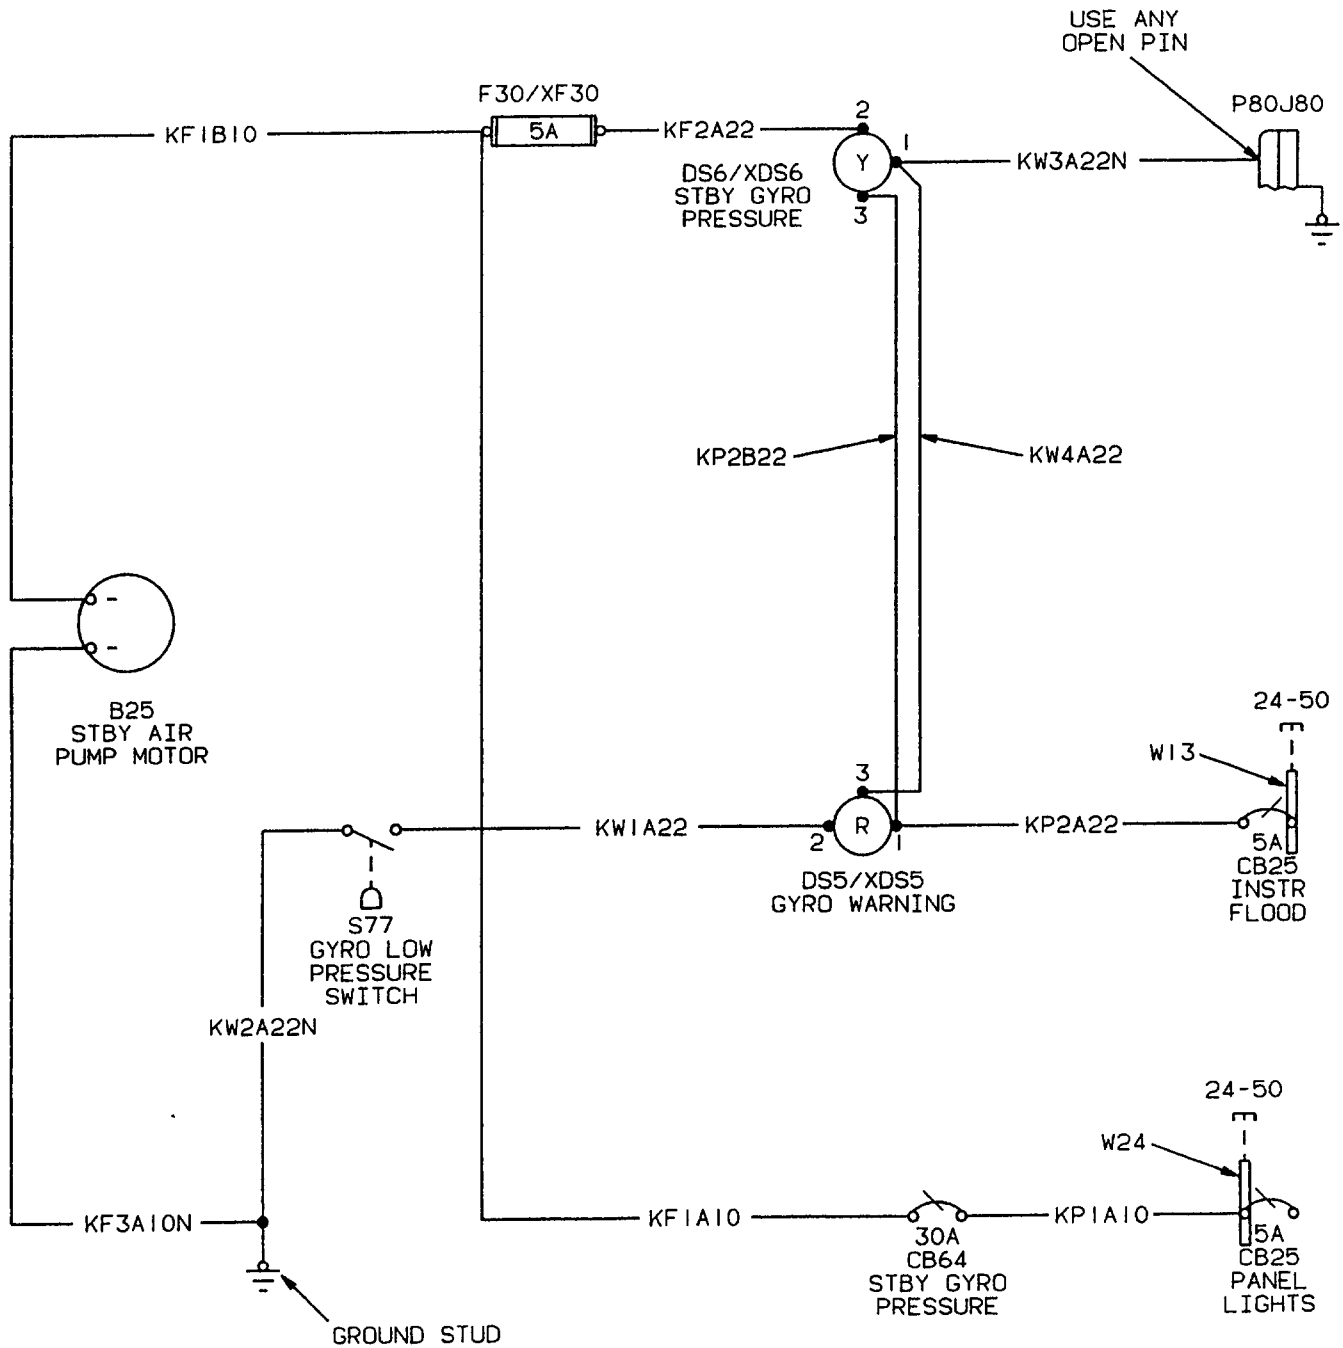 USE ANY
OPEN PIN
F30/XF30
5A
KF1B10
KF2A22
2
1
Y
3
DS6/XDS6
STBY GYRO
PRESSURE
KW3A22N
P80J80
KP2B22
KW4A22
-
-
B25
STBY AIR
PUMP MOTOR
24-50
W13
3
KW1A22
2
R
1
KP2A22
5A
CB25
INSTR
FLOOD
DS5/XDS5
GYRO WARNING
S77
GYRO LOW
PRESSURE
SWITCH
KW2A22N
24-50
W24
KF3A10N
KF1A10
30A
CB64
STBY GYRO
PRESSURE
KP1A10
5A
CB25
PANEL
LIGHTS
GROUND STUD